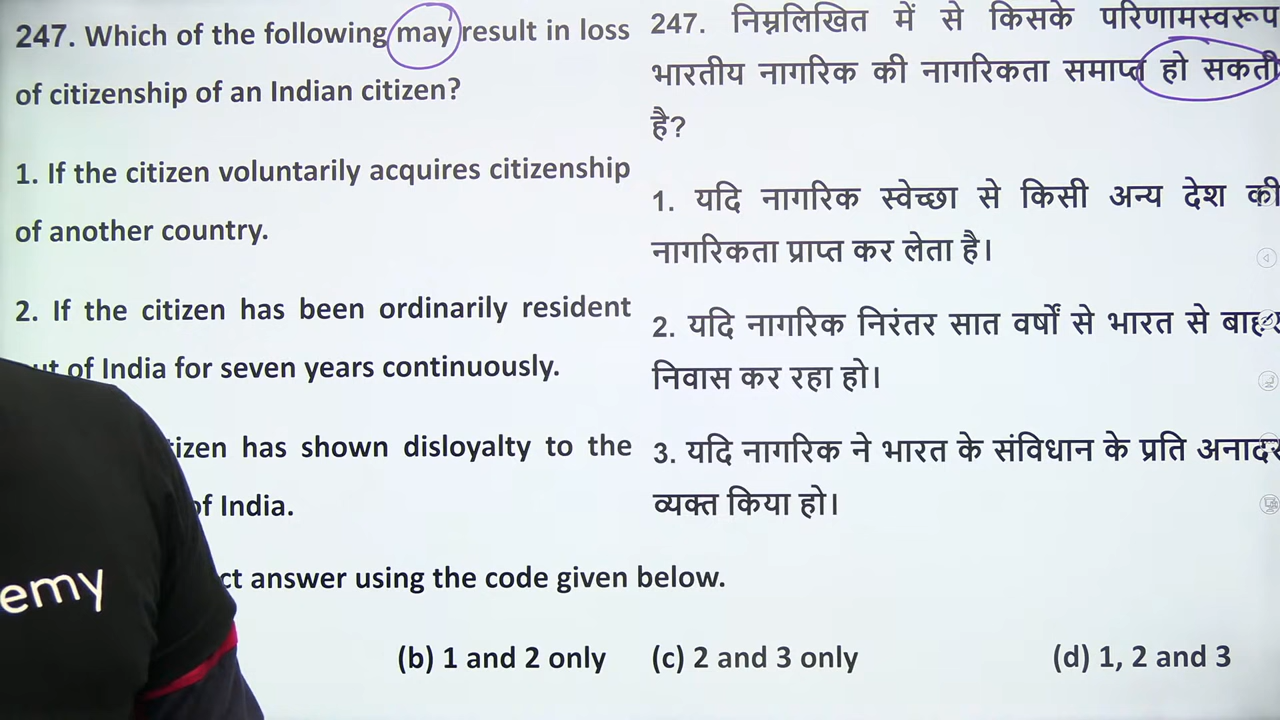 247. Which of the following may result in loss
of citizenship of an Indian citizen?
1. If the citizen voluntarily acquires citizenship
of another country.
2. If the citizen has been ordinarily resident
of India for seven years continuously.
has shown disloyalty to the
of India.
answer using the code given below.
(b) 1 and 2 only
247. निम्नलिखित में से किसके परिणामस्वरूप
भारतीय नागरिक की नागरिकता समाप्त हो सकती
है?
1. यदि नागरिक स्वेच्छा से किसी अन्य देश की
नागरिकता प्राप्त कर लेता है।
2. यदि नागरिक निरंतर सात वर्षों से भारत से बाहर
निवास कर रहा हो।
3. यदि नागरिक ने भारत के संविधान के प्रति अनादर
व्यक्त किया हो।
(c) 2 and 3 only
(d) 1, 2 and 3
emy